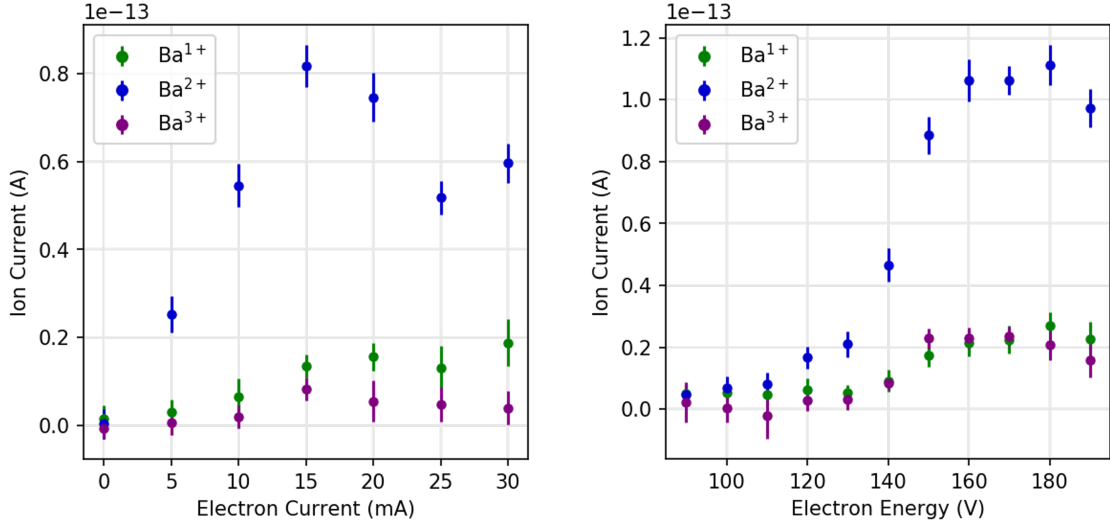 1e−13
Ba1+
Ba2+
Ba3+
0.8
0.6
0.4
0.2
0.0
Ion Current (A)
0 5 10 15 20 25 30
Electron Current (mA)
1e−13
Ba1+
Ba2+
Ba3+
1.2
1.0
0.8
0.6
0.4
0.2
0.0
Ion Current (A)
100 120 140 160 180
Electron Energy (V)